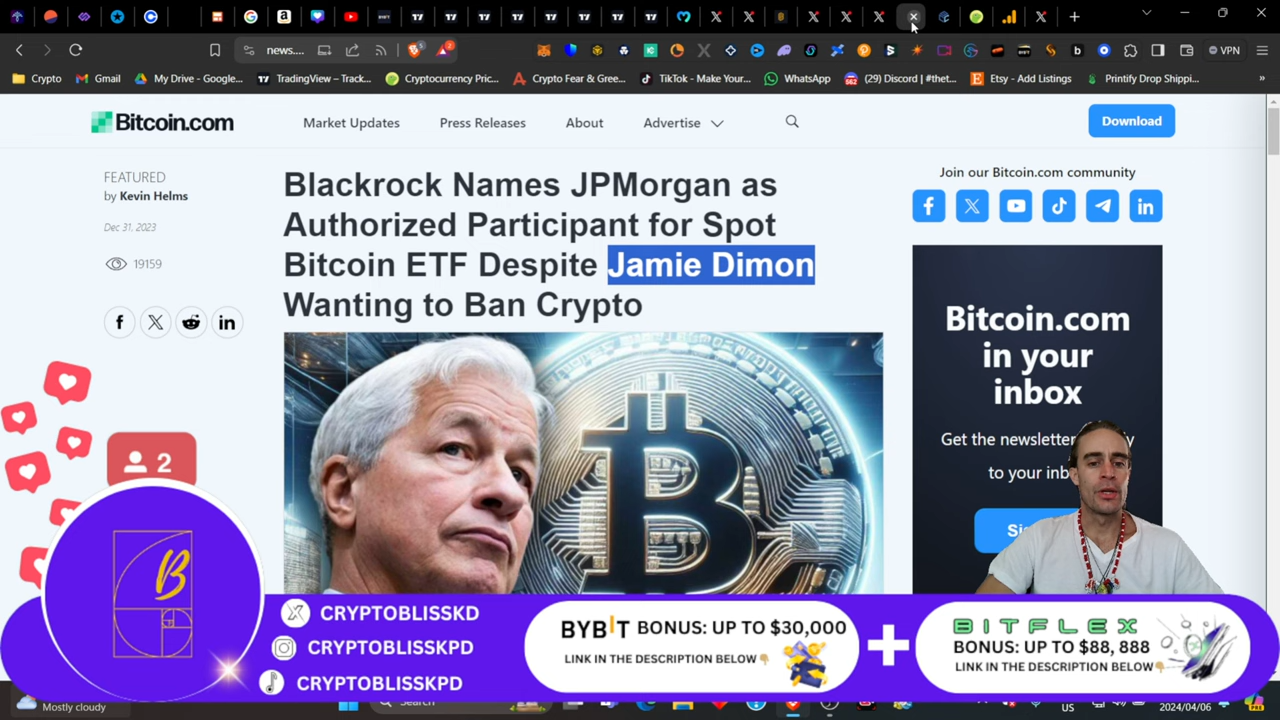 news....
VPN
Crypto
Gmail
My Drive - Google...
TradingView – Track...
Cryptocurrency Pric...
Crypto Fear & Gree...
TikTok - Make Your...
WhatsApp
(29) Discord | #thet...
Etsy - Add Listings
Printify Drop Shippi...
»
Bitcoin.com
Market Updates
Press Releases
About
Advertise
Download
FEATURED
by Kevin Helms
Dec 31, 2023
19159
Blackrock Names JPMorgan as
Authorized Participant for Spot
Bitcoin ETF Despite Jamie Dimon
Wanting to Ban Crypto
Join our Bitcoin.com community
Bitcoin.com
in your
inbox
Get the newsletter
to your inb
2
B
CRYPTOBLISSKD
CRYPTOBLISSKPD
CRYPTOBLISSKPD
BYBIT BONUS: UP TO $30,000
LINK IN THE DESCRIPTION BELOW
+
BITFLEX
BONUS: UP TO $88, 888
LINK IN THE DESCRIPTION BELOW
Mostly cloudy
Search
US
2024/04/06